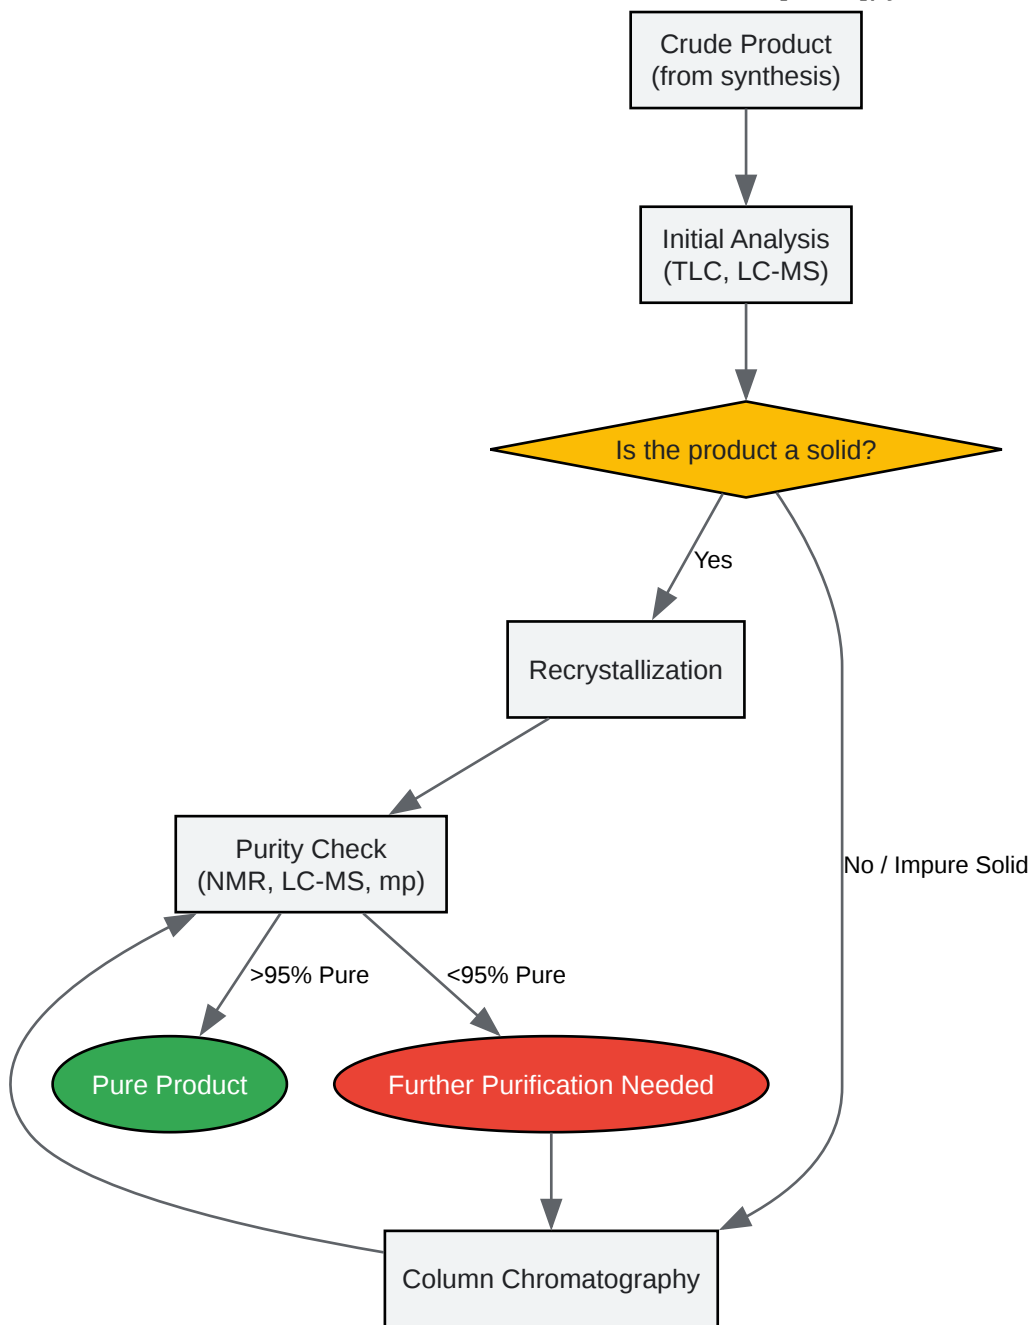 Crude Product
(from synthesis)
Initial Analysis
(TLC, LC-MS)
Is the product a solid?
Yes
Recrystallization
No / Impure Solid
Purity Check
(NMR, LC-MS, mp)
>95% Pure
<95% Pure
Pure Product
Further Purification Needed
Column Chromatography